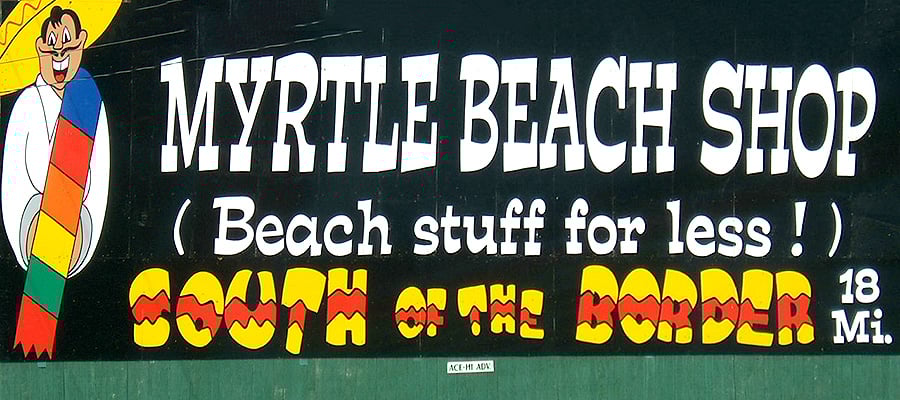 MYRTLE BEACH SHOP
( Beach stuff for less ! )
SOUTH OF THE BORDER 18 Mi.
ACE-HI ADV.